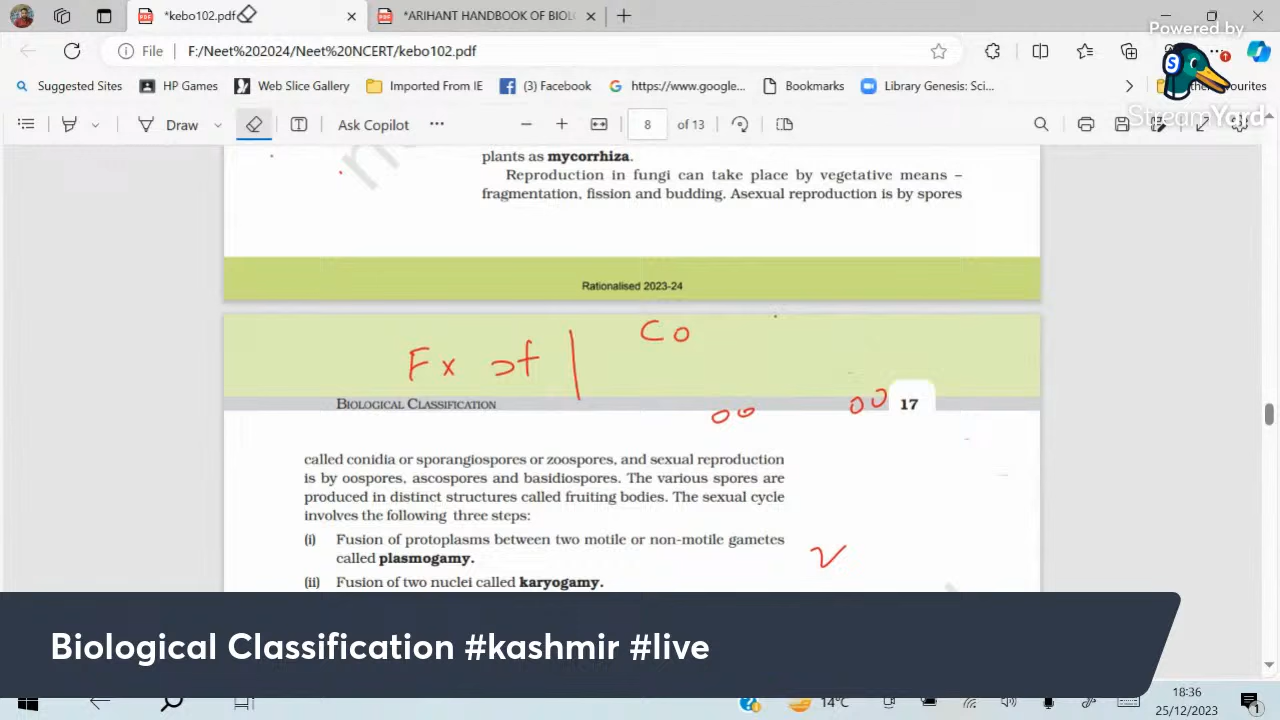 *kebo102.pdf
*ARIHANT HANDBOOK OF BIOL
Powered by
File F:/Neet%202024/Neet%20NCERT/kebo102.pdf
Suggested Sites HP Games Web Slice Gallery Imported From IE (3) Facebook https://www.google... Bookmarks Library Genesis: Sci...
StreamYard
Draw Ask Copilot 8 of 13
plants as mycorrhiza.
Reproduction in fungi can take place by vegetative means –
fragmentation, fission and budding. Asexual reproduction is by spores
Rationalised 2023-24
Co
BIOLOGICAL CLASSIFICATION
17
called conidia or sporangiospores or zoospores, and sexual reproduction
is by oospores, ascospores and basidiospores. The various spores are
produced in distinct structures called fruiting bodies. The sexual cycle
involves the following three steps:
(i) Fusion of protoplasms between two motile or non-motile gametes
called plasmogamy.
(ii) Fusion of two nuclei called karyogamy.
Biological Classification #kashmir #live
14°C
18:36
25/12/2023